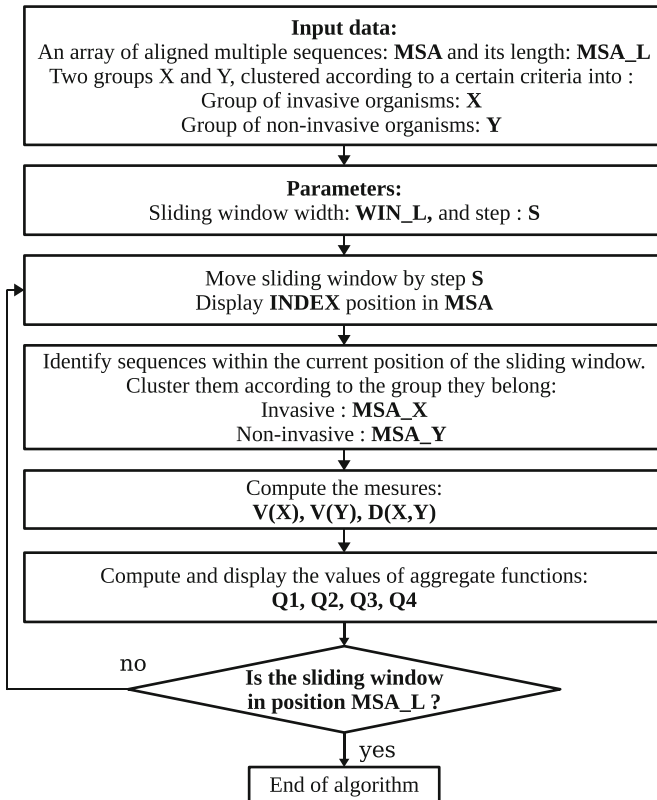 Input data:
An array of aligned multiple sequences: MSA and its length: MSA_L
Two groups X and Y, clustered according to a certain criteria into :
Group of invasive organisms: X
Group of non-invasive organisms: Y
Parameters:
Sliding window width: WIN_L, and step : S
Move sliding window by step S
Display INDEX position in MSA
Identify sequences within the current position of the sliding window.
Cluster them according to the group they belong:
Invasive : MSA_X
Non-invasive : MSA_Y
Compute the mesures:
V(X), V(Y), D(X,Y)
Compute and display the values of aggregate functions:
Q1, Q2, Q3, Q4
no
Is the sliding window
in position MSA_L ?
yes
End of algorithm